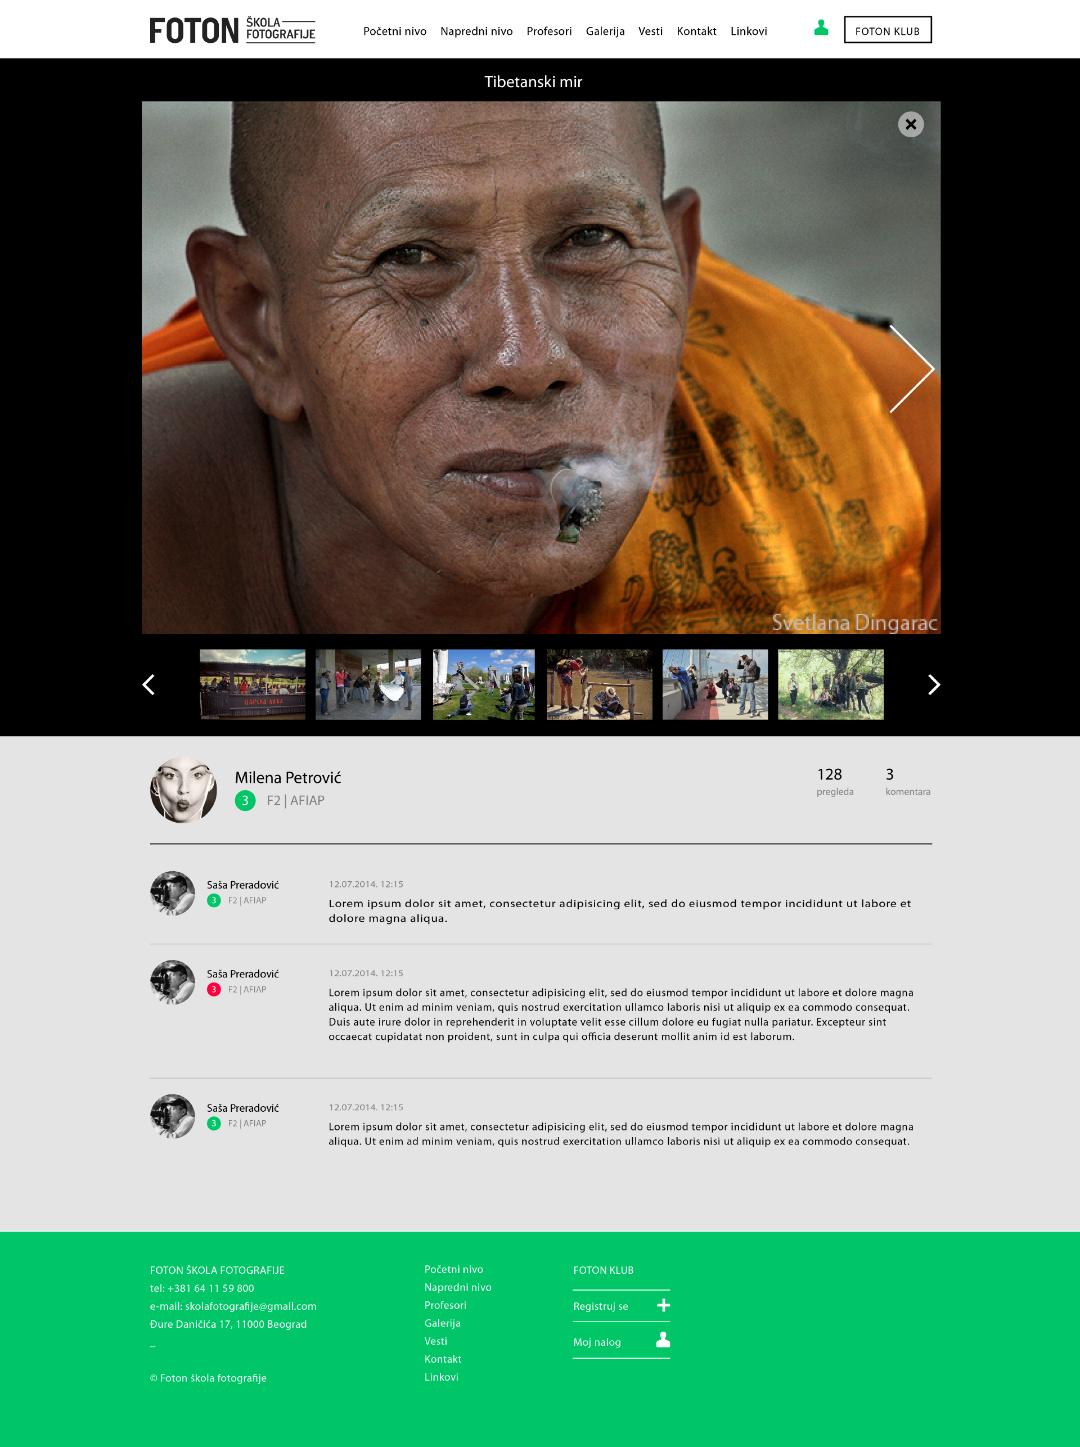 FOTON ŠKOLA
FOTOGRAFIJE
Početni nivo Napredni nivo Profesori Galerija Vesti Kontakt Linkovi
FOTON KLUB
Tibetanski mir
Svetlana Dingarac
Milena Petrović
3 F2 | AFIAP
128
pregleda
3
komentara
Saša Preradović
3 F2 | AFIAP
12.07.2014. 12:15
Lorem ipsum dolor sit amet, consectetur adipisicing elit, sed do eiusmod tempor incididunt ut labore et
dolore magna aliqua.
Saša Preradović
3 F2 | AFIAP
12.07.2014. 12:15
Lorem ipsum dolor sit amet, consectetur adipisicing elit, sed do eiusmod tempor incididunt ut labore et dolore magna
aliqua. Ut enim ad minim veniam, quis nostrud exercitation ullamco laboris nisi ut aliquip ex ea commodo consequat.
Duis aute irure dolor in reprehenderit in voluptate velit esse cillum dolore eu fugiat nulla pariatur. Excepteur sint
occaecat cupidatat non proident, sunt in culpa qui officia deserunt mollit anim id est laborum.
Saša Preradović
3 F2 | AFIAP
12.07.2014. 12:15
Lorem ipsum dolor sit amet, consectetur adipisicing elit, sed do eiusmod tempor incididunt ut labore et dolore magna
aliqua. Ut enim ad minim veniam, quis nostrud exercitation ullamco laboris nisi ut aliquip ex ea commodo consequat.
FOTON ŠKOLA FOTOGRAFIJE
tel: +381 64 11 59 800
e-mail: skolafotografije@gmail.com
Đure Daničića 17, 11000 Beograd
_
© Foton škola fotografije
Početni nivo
Napredni nivo
Profesori
Galerija
Vesti
Kontakt
Linkovi
FOTON KLUB
Registruj se
Moj nalog